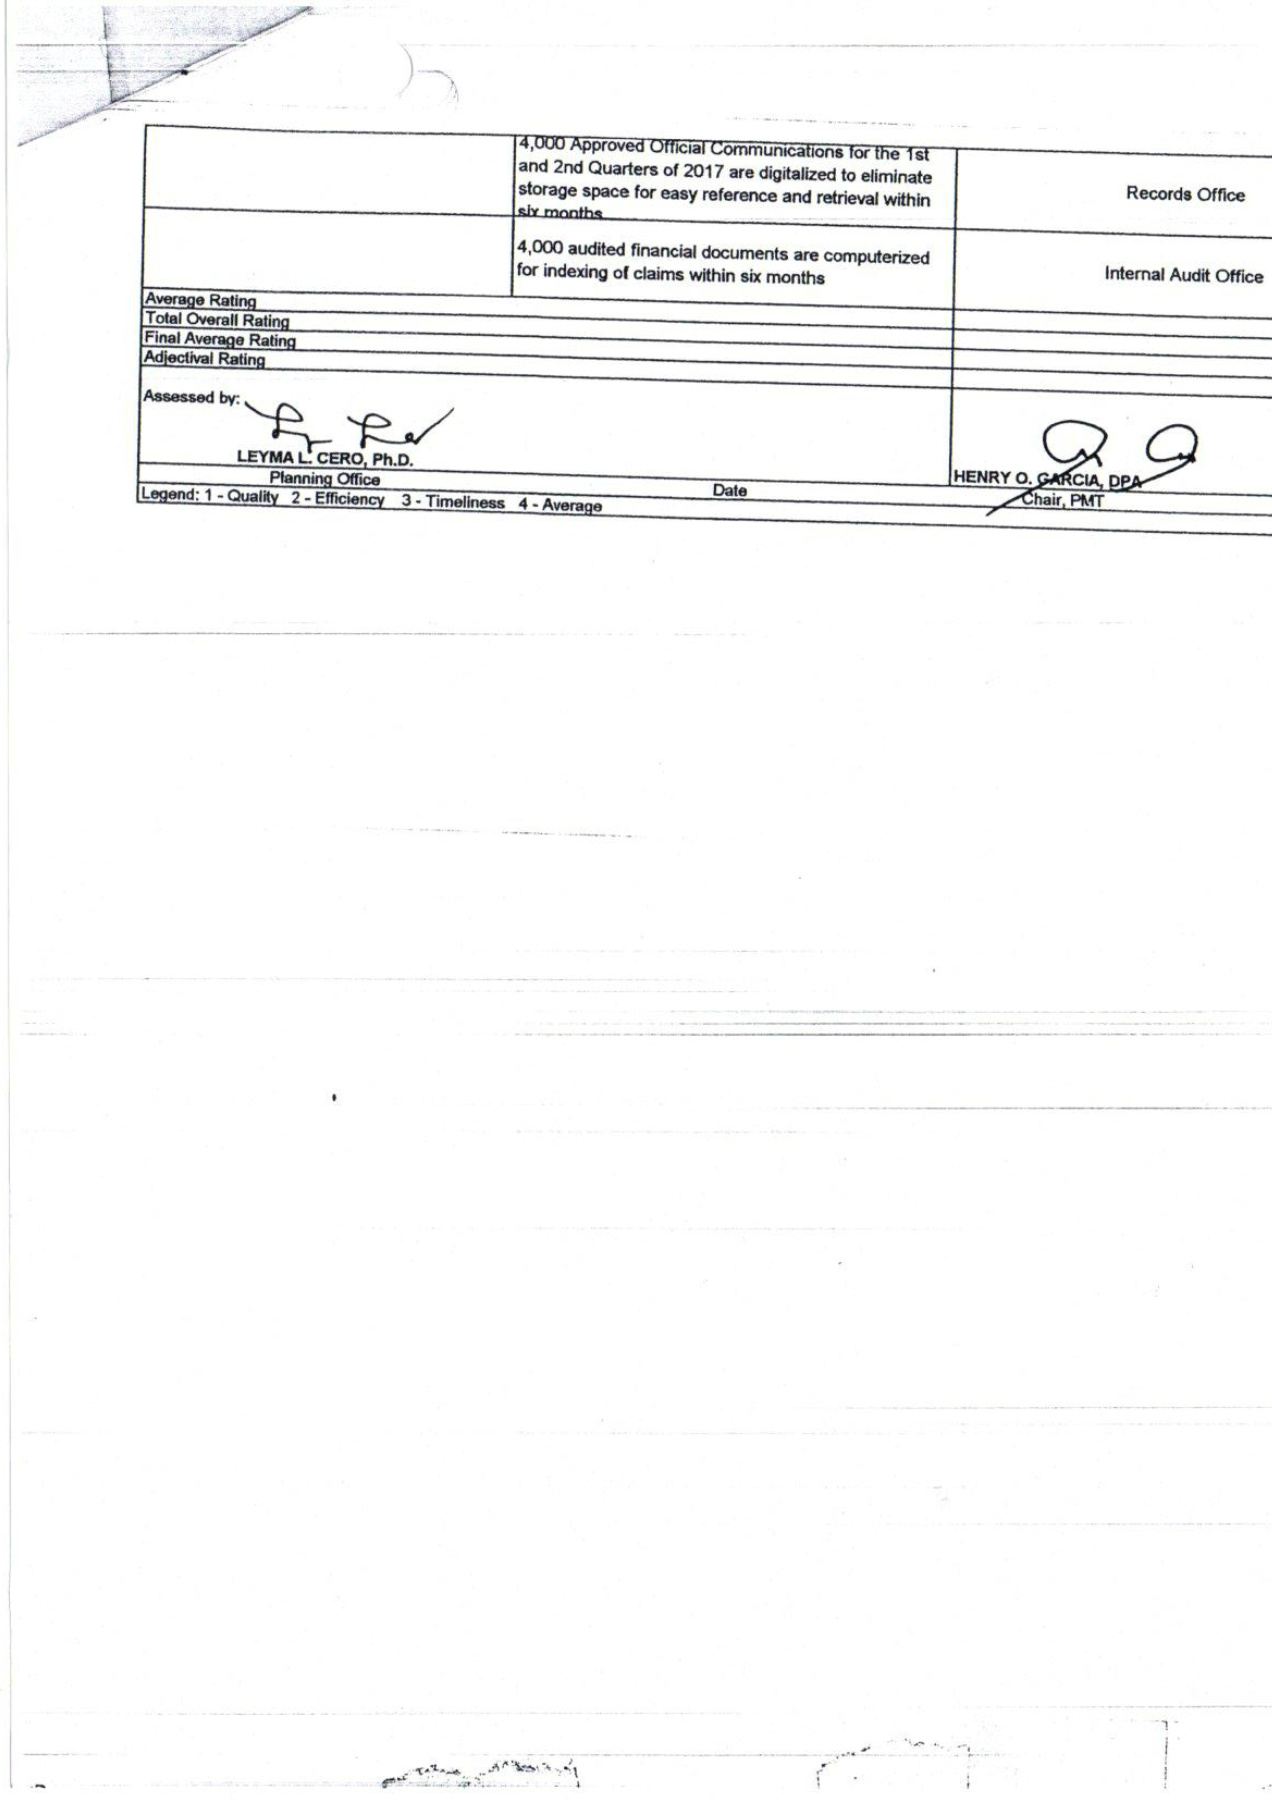 4,000 Approved Official Communications for the 1st
and 2nd Quarters of 2017 are digitalized to eliminate
storage space for easy reference and retrieval within
six months
Records Office
4,000 audited financial documents are computerized
for indexing of claims within six months
Internal Audit Office
Average Rating
Total Overall Rating
Final Average Rating
Adjectival Rating
Assessed by:
LEYMA L. CERO, Ph.D.
HENRY O. GARCIA, DPA
Planning Office
Date
Chair, PMT
Legend: 1 - Quality 2 - Efficiency 3 - Timeliness 4 - Average